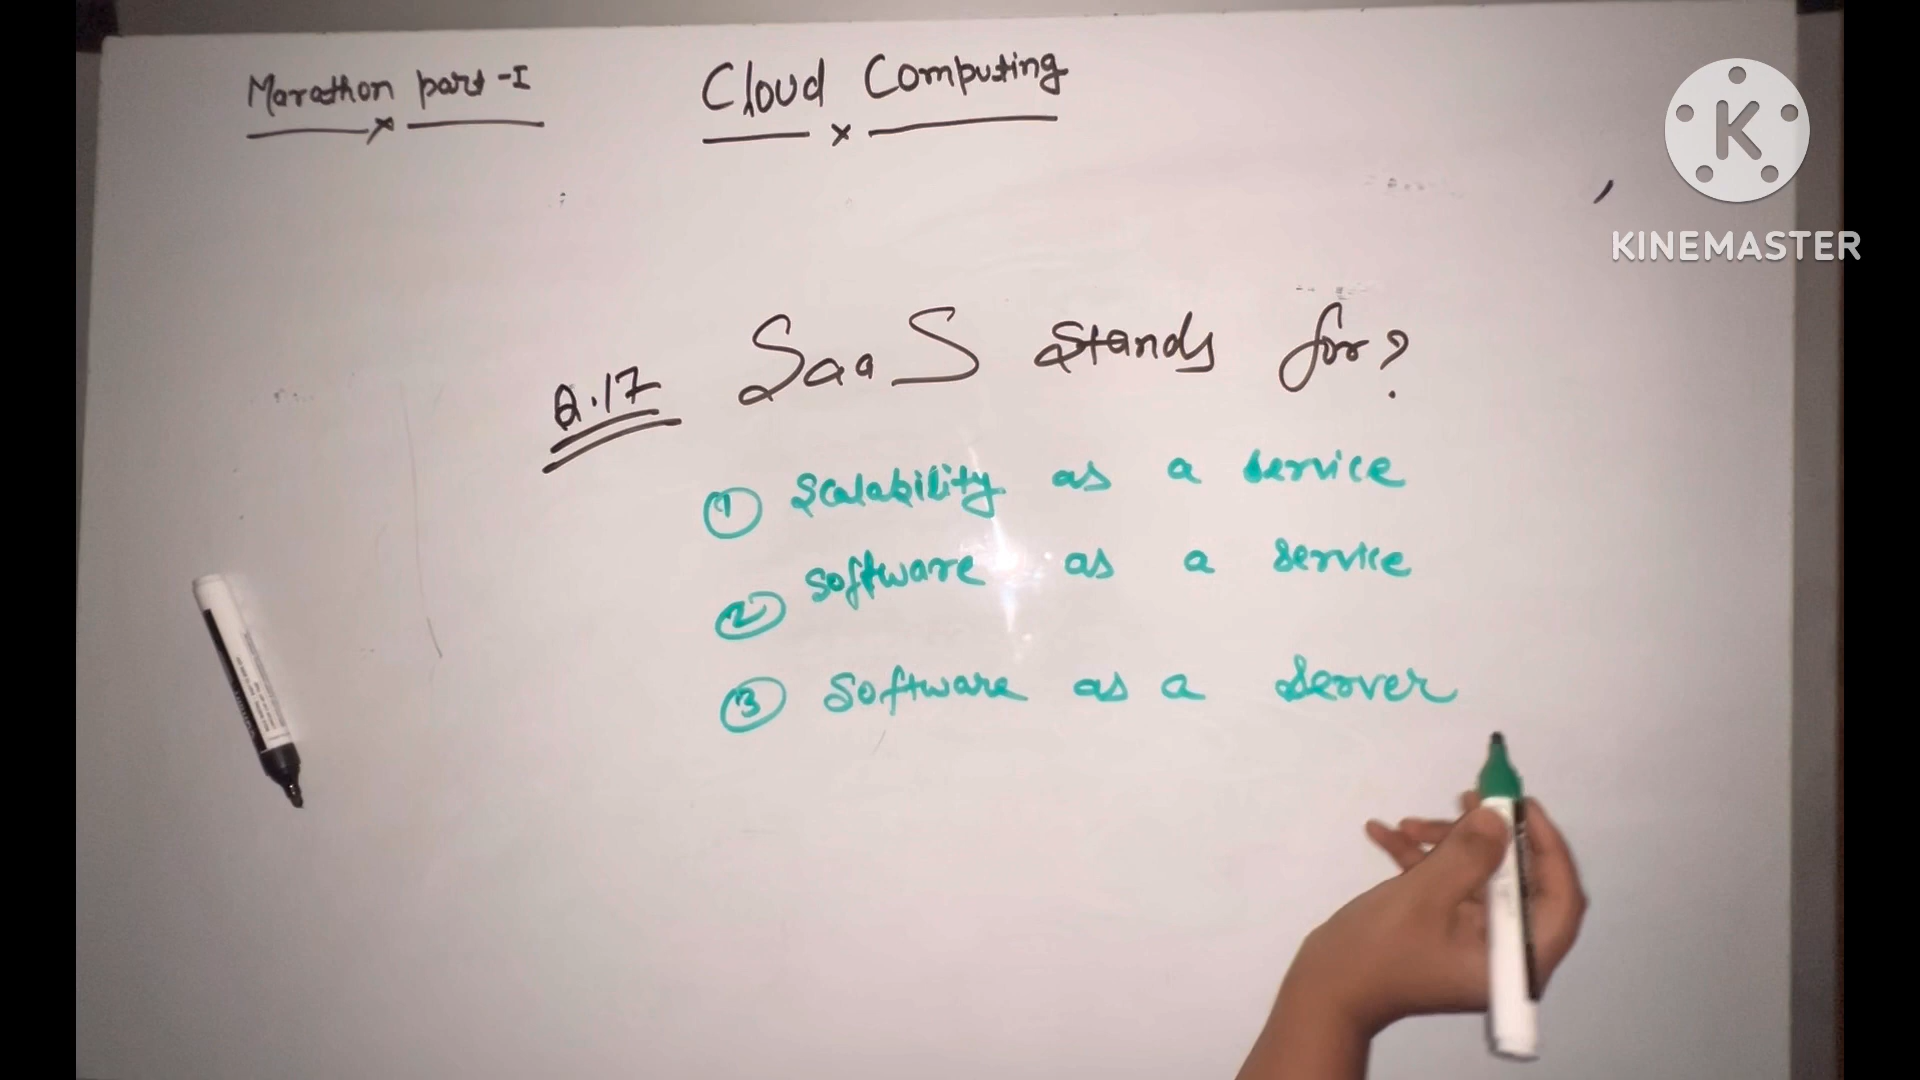 Marathon part-I
Cloud Computing
K
KINEMASTER
Q.17 SaaS stands for?
① Scalability as a service
② Software as a service
③ Software as a Server